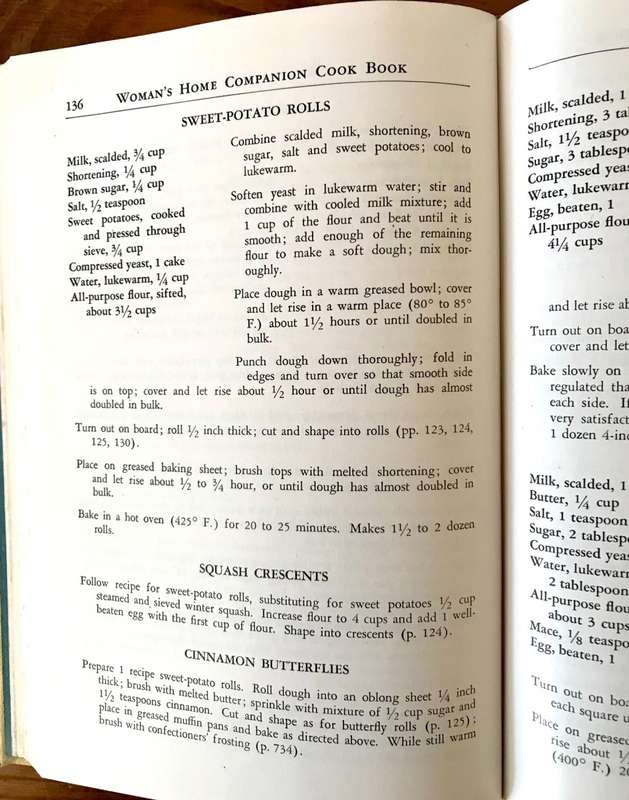 136 WOMAN'S HOME COMPANION COOK BOOK
SWEET-POTATO ROLLS
Milk, scalded, ¾ cup
Shortening, ¼ cup
Brown sugar, ¼ cup
Salt, ½ teaspoon
Sweet potatoes, cooked
and pressed through
sieve, ¾ cup
Compressed yeast, 1 cake
Water, lukewarm, ¼ cup
All-purpose flour, sifted,
about 3½ cups
Combine scalded milk, shortening, brown
sugar, salt and sweet potatoes; cool to
lukewarm.
Soften yeast in lukewarm water; stir and
combine with cooled milk mixture; add
1 cup of the flour and beat until it is
smooth; add enough of the remaining
flour to make a soft dough; mix thor-
oughly.
Place dough in a warm greased bowl; cover
and let rise in a warm place (80° to 85°
F.) about 1½ hours or until doubled in
bulk.
Punch dough down thoroughly; fold in
edges and turn over so that smooth side
is on top; cover and let rise about ½ hour or until dough has almost
doubled in bulk.
Turn out on board; roll ½ inch thick; cut and shape into rolls (pp. 123, 124,
125, 130).
Place on greased baking sheet; brush tops with melted shortening; cover
and let rise about ½ to ¾ hour, or until dough has almost doubled in
bulk.
Bake in a hot oven (425° F.) for 20 to 25 minutes. Makes 1½ to 2 dozen
rolls.
SQUASH CRESCENTS
Follow recipe for sweet-potato rolls, substituting for sweet potatoes ½ cup
steamed and sieved winter squash. Increase flour to 4 cups and add 1 well-
beaten egg with the first cup of flour. Shape into crescents (p. 124).
CINNAMON BUTTERFLIES
Prepare 1 recipe sweet-potato rolls. Roll dough into an oblong sheet ¼ inch
thick; brush with melted butter; sprinkle with mixture of ½ cup sugar and
1½ teaspoons cinnamon. Cut and shape as for butterfly rolls (p. 125);
place in greased muffin pans and bake as directed above. While still warm
brush with confectioners' frosting (p. 734).
Milk, scalded, 1
Shortening, 3
Salt, 1½
Sugar, 3
Compressed
Water,
Egg, beaten, 1
All-purpose
4¼ cups
and let rise
Turn out on
cover and let
Bake slowly on
regulated
each side. If
very
1 dozen
Milk, scalded, 1
Butter, ¼ cup
Salt, 1 teaspoon
Sugar, 2
Compressed
Water,
2 tablespoon
All-purpose
about 3 cups
Mace, ⅛
Egg, beaten, 1
Turn out on
each square
Place on
rise about
(400° F.)